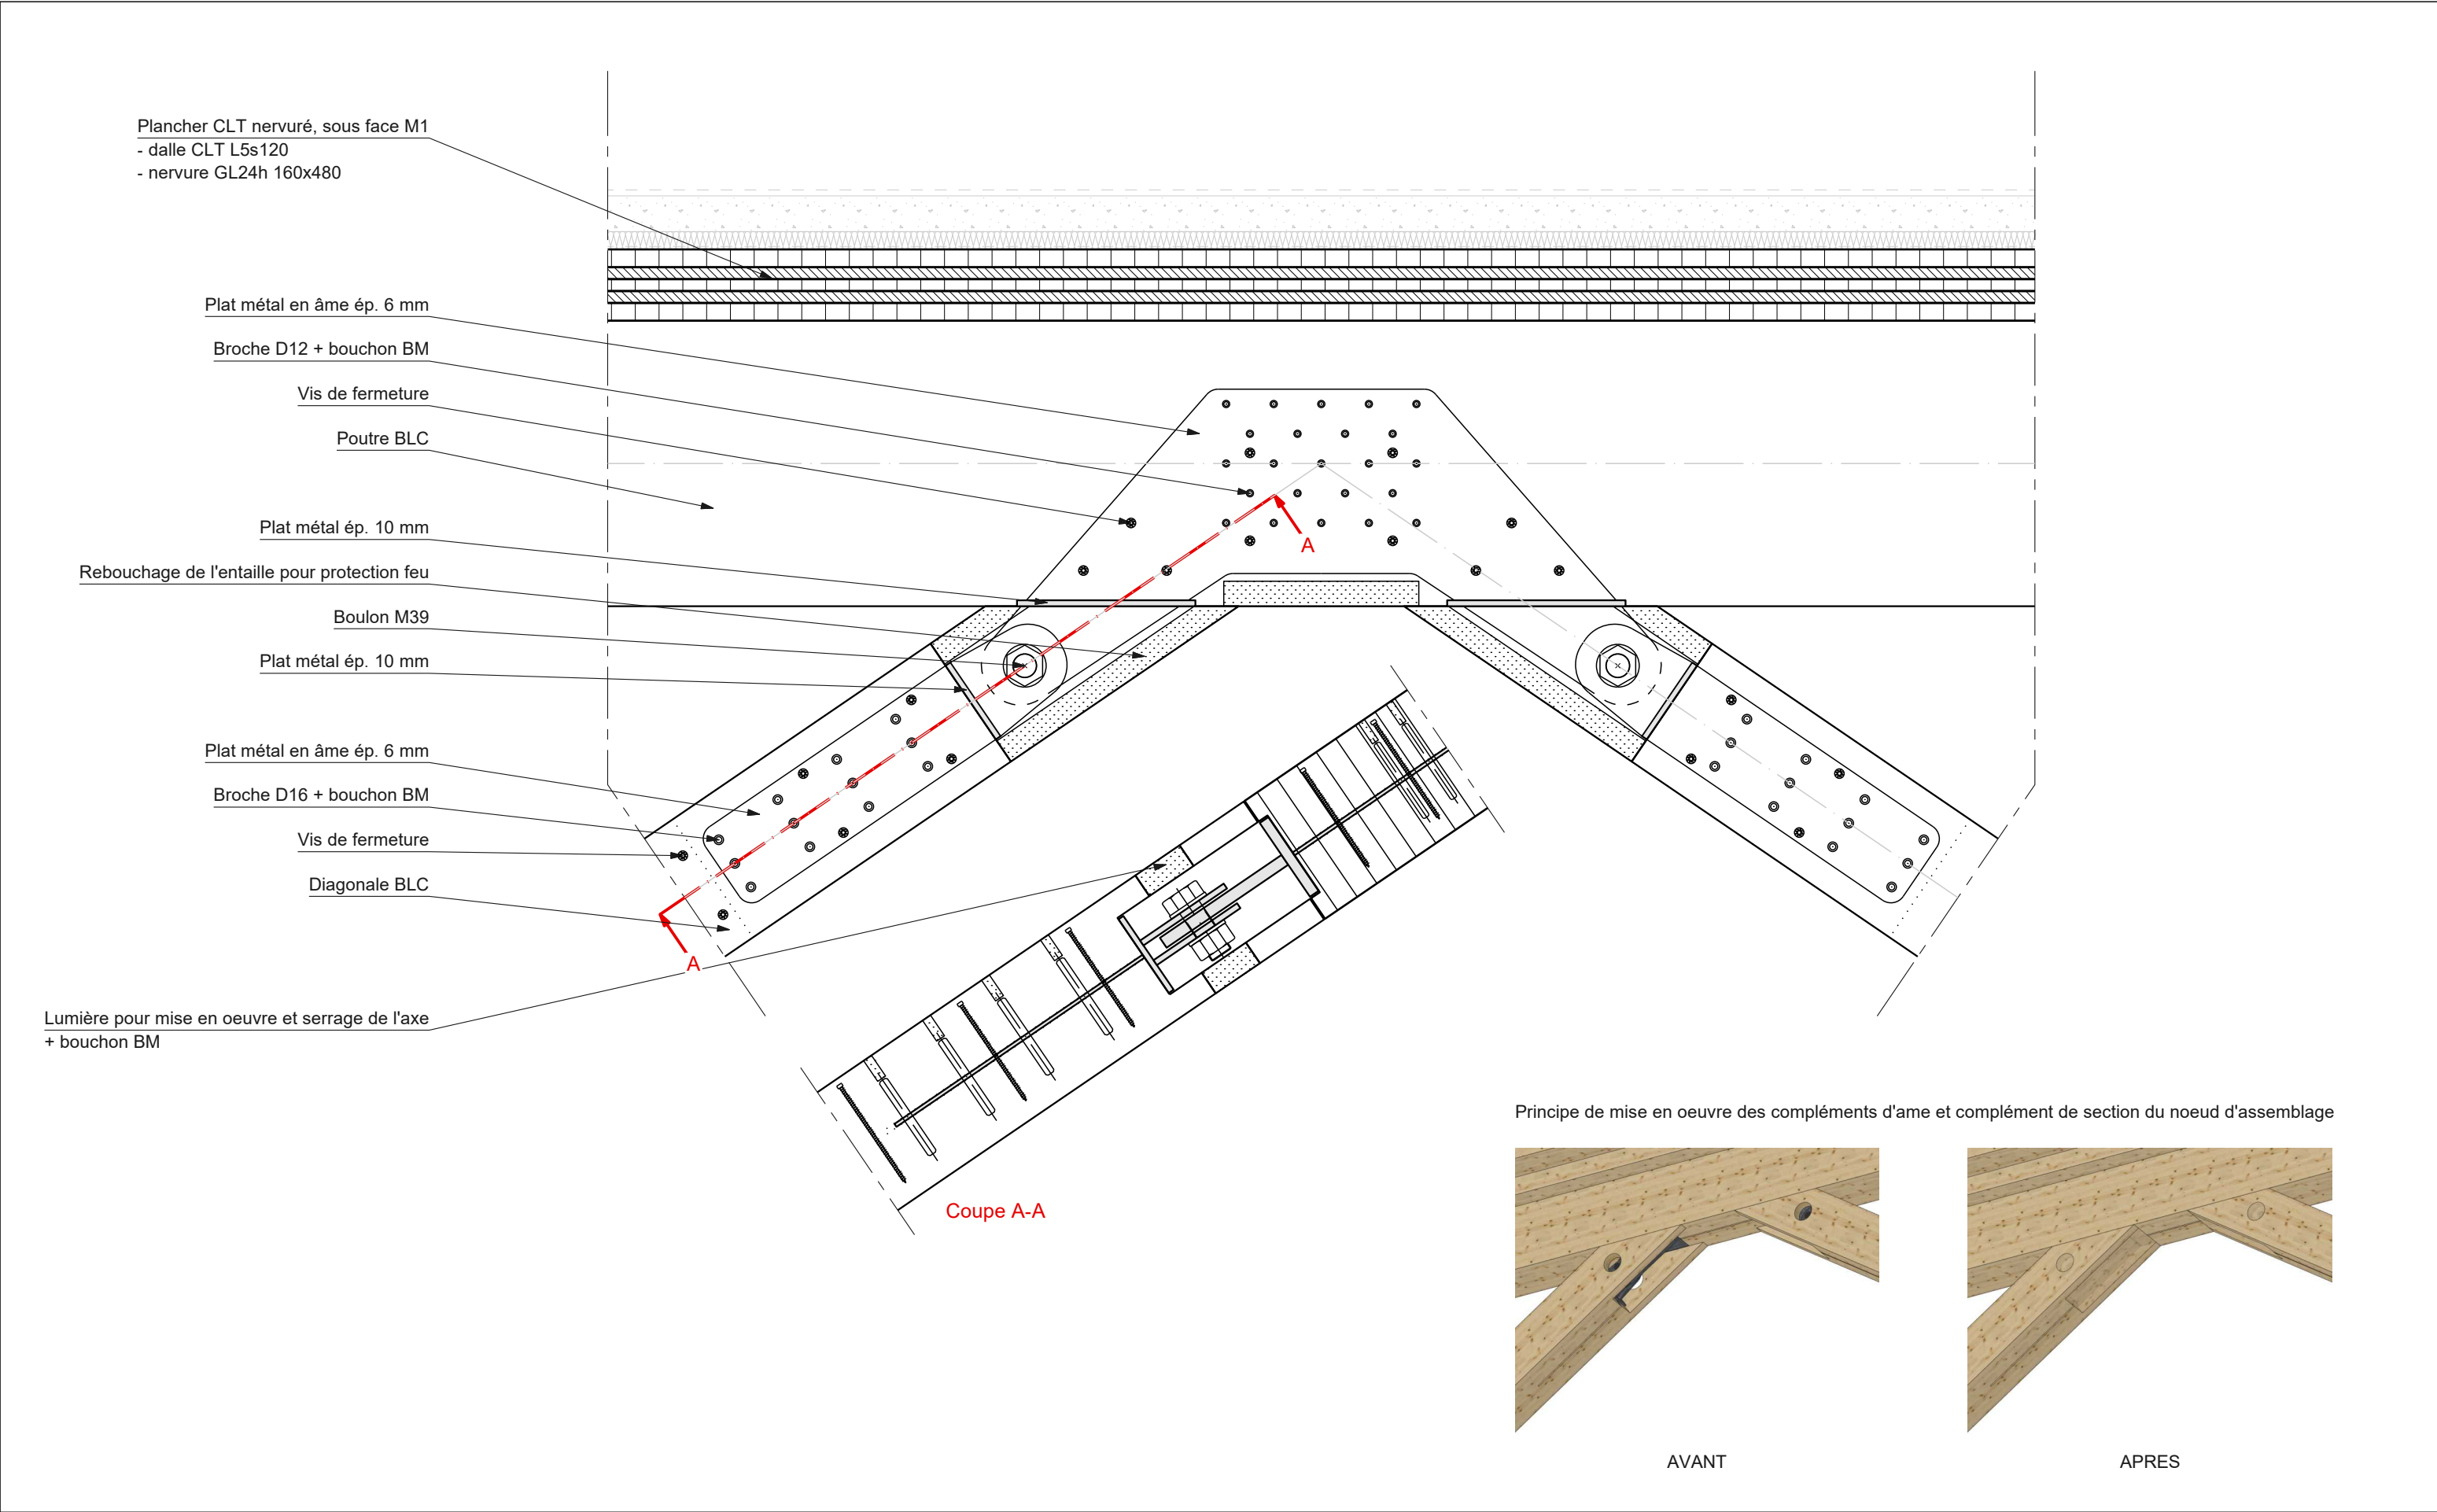 Plancher CLT nervuré, sous face M1
- dalle CLT L5s120
- nervure GL24h 160x480
Plat métal en âme ép. 6 mm
Broche D12 + bouchon BM
Vis de fermeture
Poutre BLC
Plat métal ép. 10 mm
Rebouchage de l'entaille pour protection feu
Boulon M39
Plat métal ép. 10 mm
Plat métal en âme ép. 6 mm
Broche D16 + bouchon BM
Vis de fermeture
Diagonale BLC
Lumière pour mise en oeuvre et serrage de l'axe
+ bouchon BM
A
A
Coupe A-A
Principe de mise en oeuvre des compléments d'ame et complément de section du noeud d'assemblage
AVANT
APRES